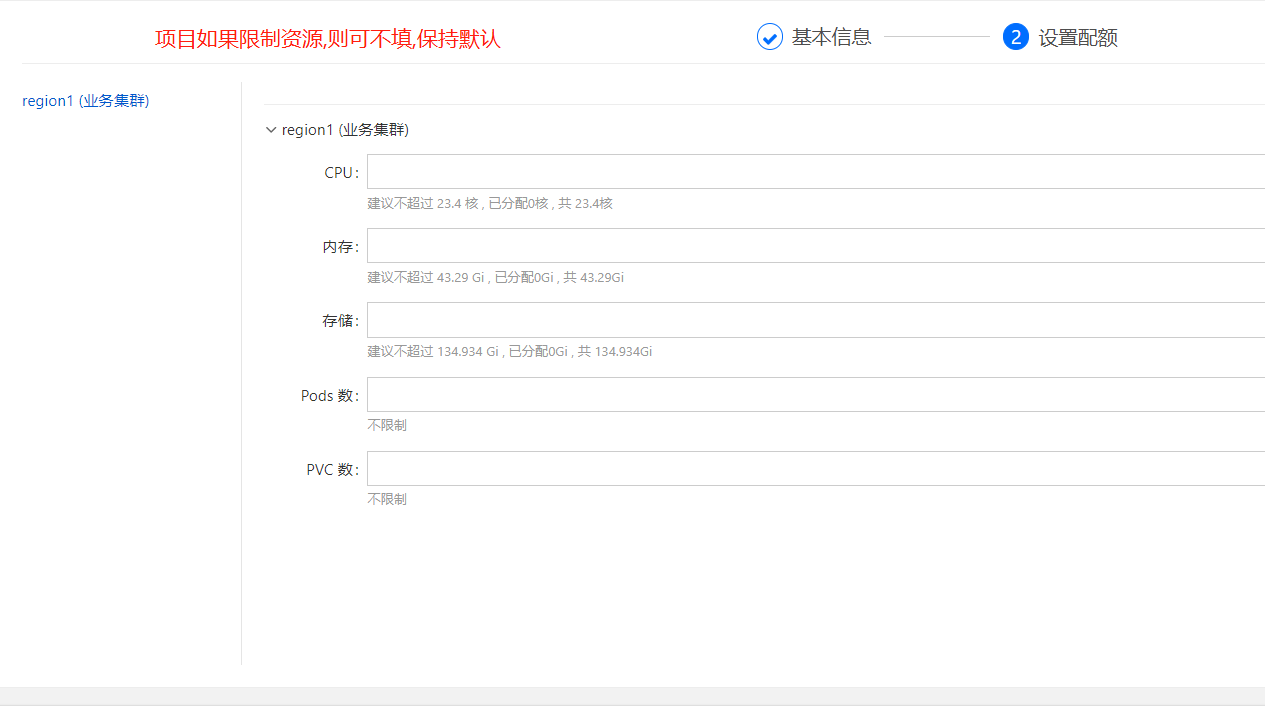 项目如果限制资源,则可不填,保持默认
基本信息
2 设置配额
region1 (业务集群)
region1 (业务集群)
CPU:
建议不超过 23.4 核 , 已分配0核 , 共 23.4核
内存:
建议不超过 43.29 Gi , 已分配0Gi , 共 43.29Gi
存储:
建议不超过 134.934 Gi , 已分配0Gi , 共 134.934Gi
Pods 数:
不限制
PVC 数:
不限制